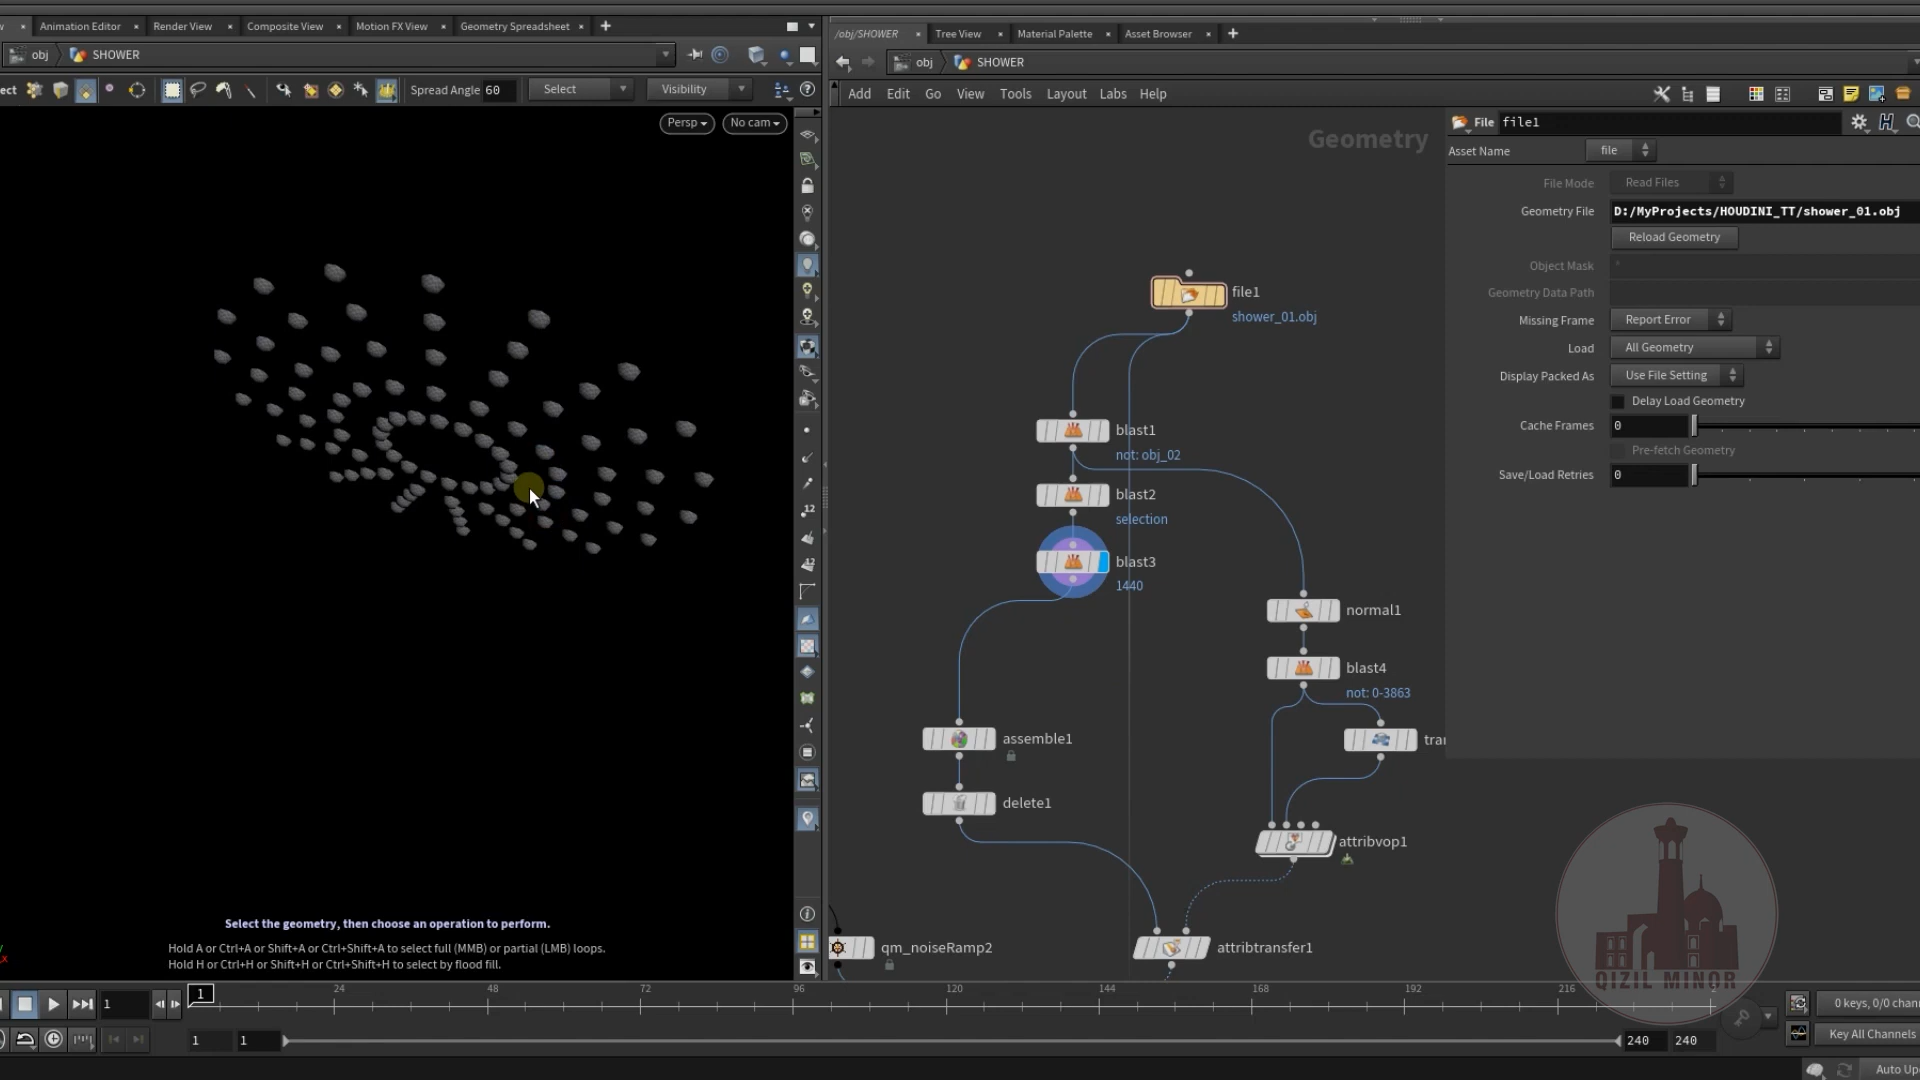 Animation Editor
Render View
Composite View
Motion FX View
Geometry Spreadsheet
/obj/SHOWER
Tree View
Material Palette
Asset Browser
obj
SHOWER
obj
SHOWER
ect
Spread Angle 60
Select
Visibility
Add Edit Go View Tools Layout Labs Help
Persp
No cam
Geometry
File file1
Asset Name file
File Mode Read Files
Geometry File D:/MyProjects/HOUDINI_TT/shower_01.obj
Reload Geometry
Object Mask *
Geometry Data Path
Missing Frame Report Error
Load All Geometry
Display Packed As Use File Setting
Delay Load Geometry
Cache Frames 0
Pre-fetch Geometry
Save/Load Retries 0
file1
shower_01.obj
blast1
not: obj_02
blast2
selection
blast3
1440
normal1
blast4
not: 0-3863
assemble1
tran
delete1
attribvop1
qm_noiseRamp2
attribtransfer1
12
12
Select the geometry, then choose an operation to perform.
Hold A or Ctrl+A or Shift+A or Ctrl+Shift+A to select full (MMB) or partial (LMB) loops.
Hold H or Ctrl+H or Shift+H or Ctrl+Shift+H to select by flood fill.
QIZIL MINOR
1
1
24 48 72 96 120 144 168 192 216
0 keys, 0/0 chann
1 1
240 240
Key All Channels
Auto Up